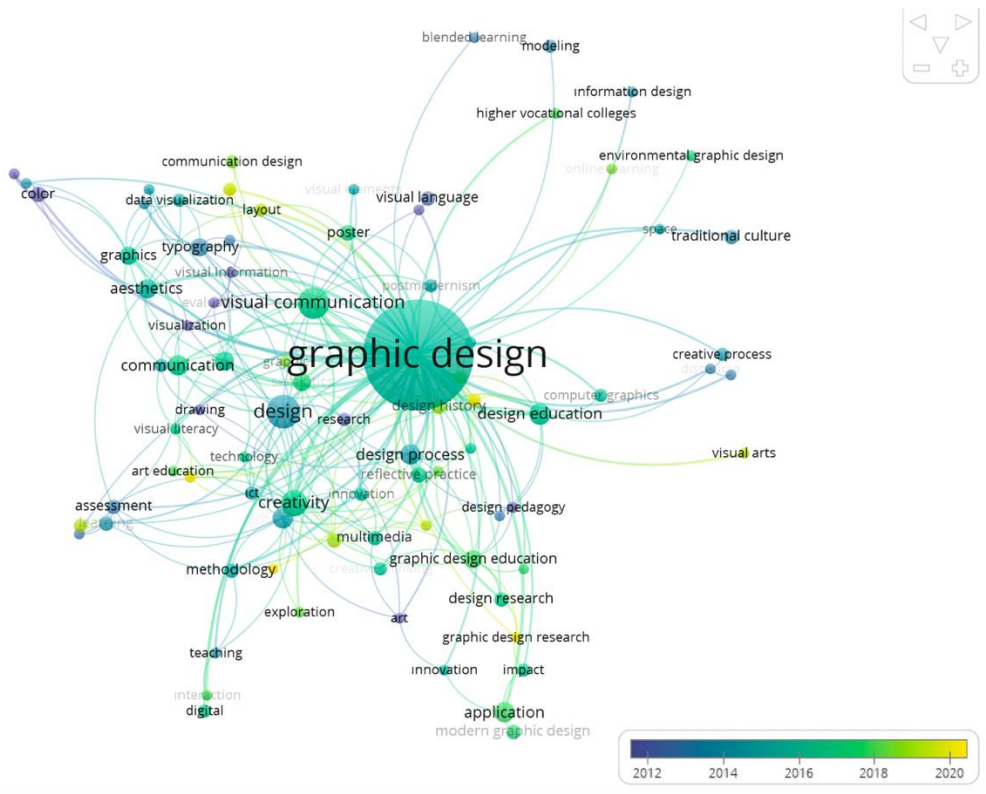 blended learning
modeling
information design
higher vocational colleges
communication design
environmental graphic design
online learning
color
visual elements
data visualization
visual language
layout
poster
space
traditional culture
typography
graphics
visual information
aesthetics
postmodernism
visual communication
visualization
graphic design
creative process
communication
computer graphics
design history
drawing
design
research
design education
visual literacy
visual arts
design process
technology
art education
reflective practice
ict
innovation
creativity
assessment
design pedagogy
learning
multimedia
graphic design education
methodology
design research
exploration
art
graphic design research
teaching
innovation
impact
interaction
digital
application
modern graphic design
2012
2014
2016
2018
2020